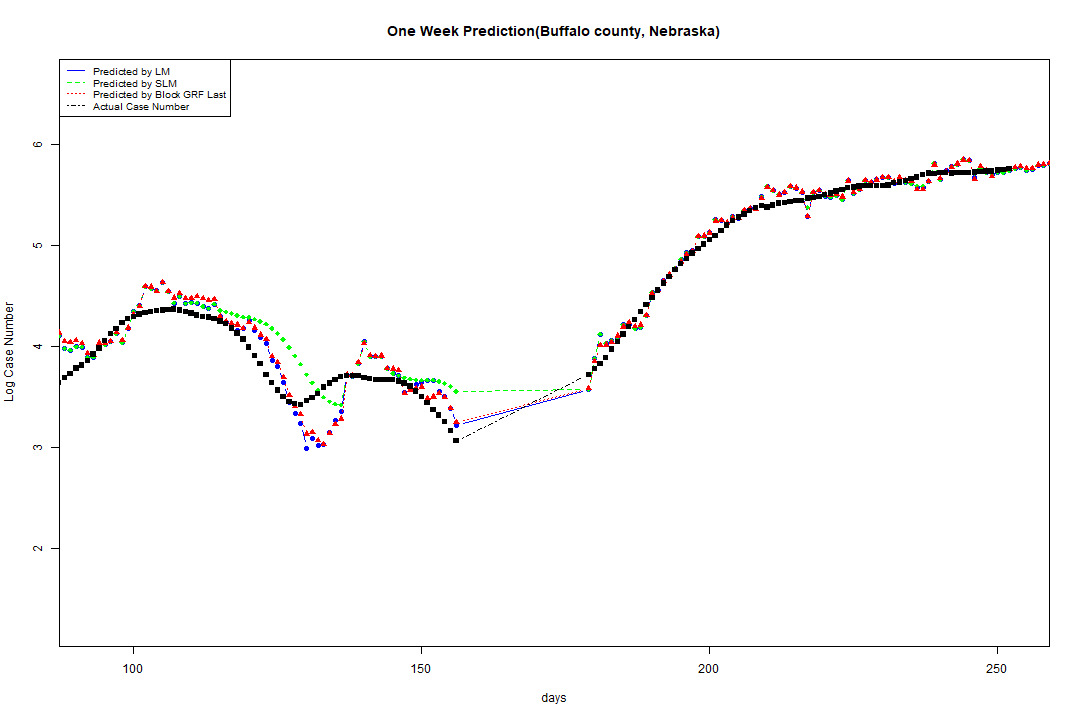 One Week Prediction(Buffalo county, Nebraska)
Predicted by LM
Predicted by SLM
Predicted by Block GRF Last
Actual Case Number
6
5
4
3
2
Log Case Number
100
150
200
250
days